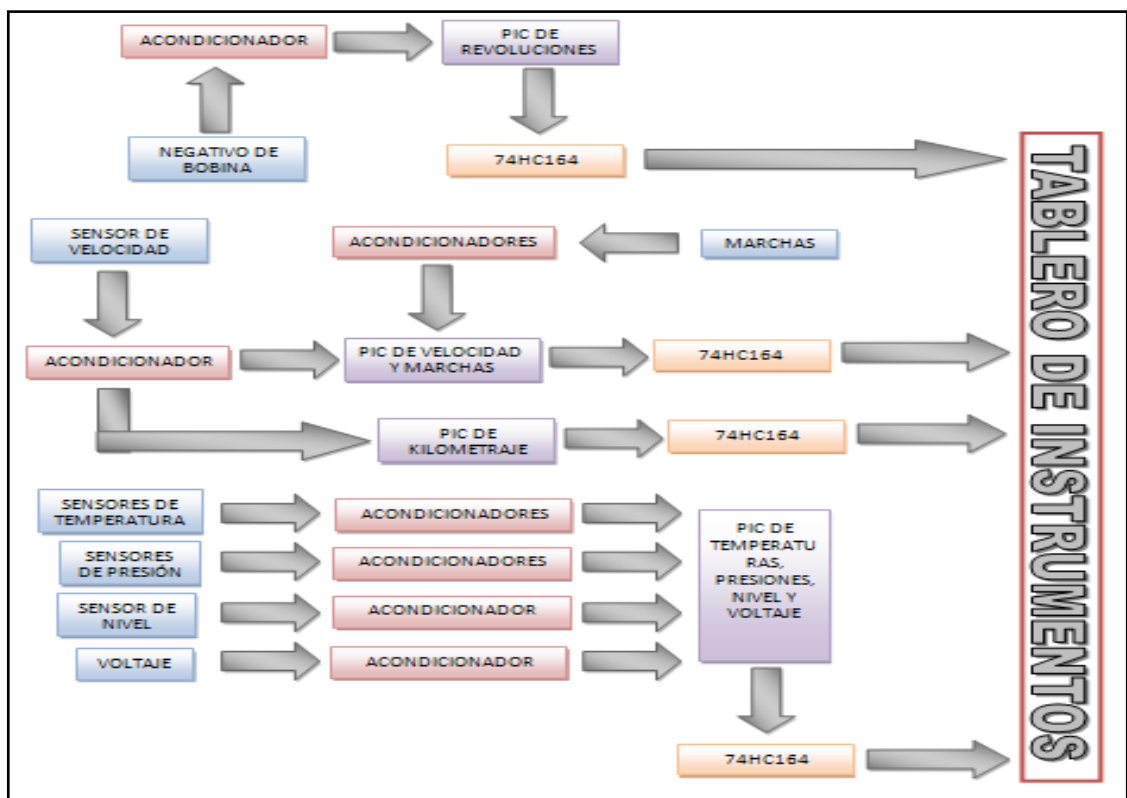 ACONDICIONADOR
PIC DE
REVOLUCIONES
NEGATIVO DE
BOBINA
74HC164
SENSOR DE
VELOCIDAD
ACONDICIONADORES
MARCHAS
ACONDICIONADOR
PIC DE VELOCIDAD
Y MARCHAS
74HC164
PIC DE
KILOMETRAJE
74HC164
SENSORES DE
TEMPERATURA
ACONDICIONADORES
SENSORES
DE PRESIÓN
ACONDICIONADORES
SENSOR DE
NIVEL
ACONDICIONADOR
VOLTAJE
ACONDICIONADOR
PIC DE
TEMPERATU
RAS,
PRESIONES,
NIVEL Y
VOLTAJE
74HC164
TABLERO DE INSTRUMENTOS